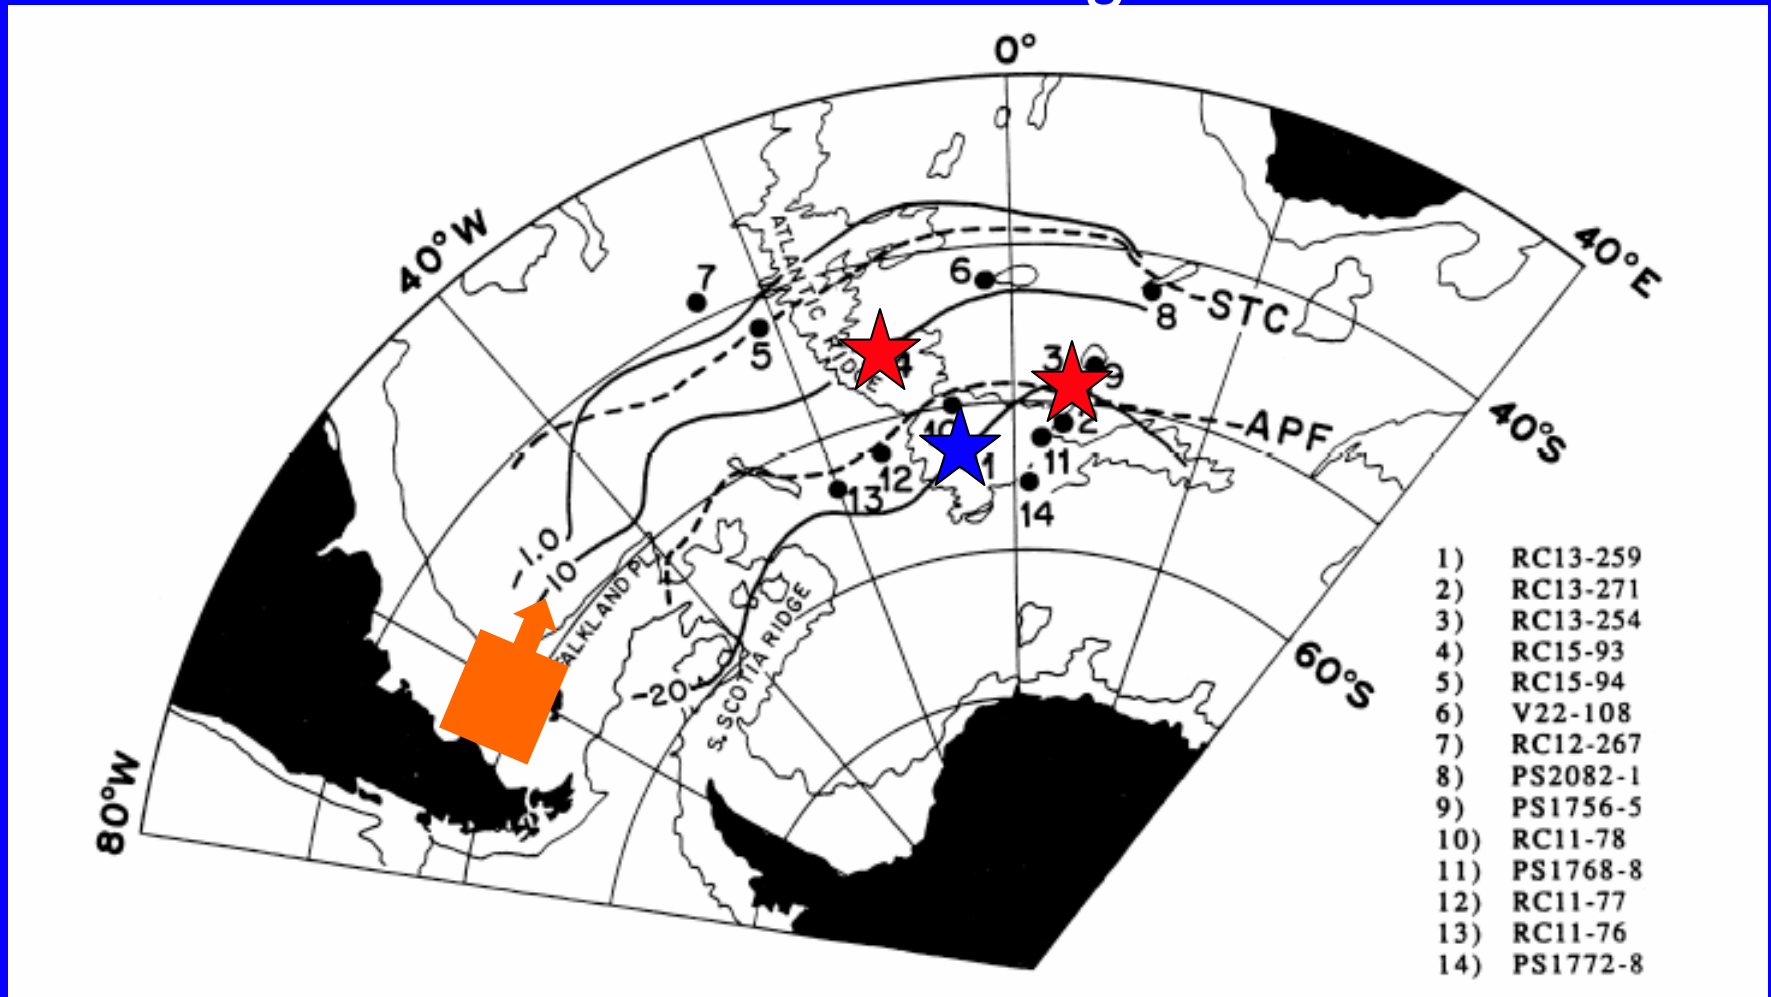 0°
40°W
40°E
ATLANTIC RIDGE
7
6
STC
8
5
4
3
9
40°S
APF
10
2
1
11
12
13
14
-1.0
-10
FALKLAND PL
-20
S. SCOTIA RIDGE
60°S
80°W
1) RC13-259
2) RC13-271
3) RC13-254
4) RC15-93
5) RC15-94
6) V22-108
7) RC12-267
8) PS2082-1
9) PS1756-5
10) RC11-78
11) PS1768-8
12) RC11-77
13) RC11-76
14) PS1772-8